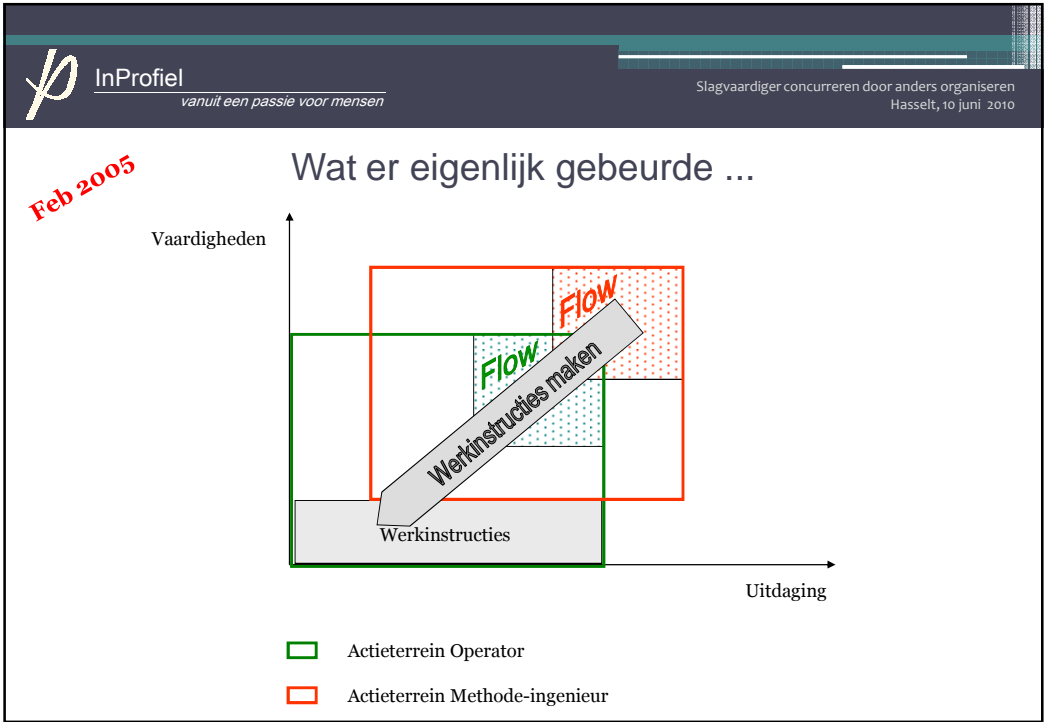 InProfiel
vanuit een passie voor mensen
Slagvaardiger concurreren door anders organiseren
Hasselt, 10 juni 2010
Feb 2005
Wat er eigenlijk gebeurde ...
Vaardigheden
Flow
Flow
Werkinstructies maken
Werkinstructies
Uitdaging
Actieterrein Operator
Actieterrein Methode-ingenieur